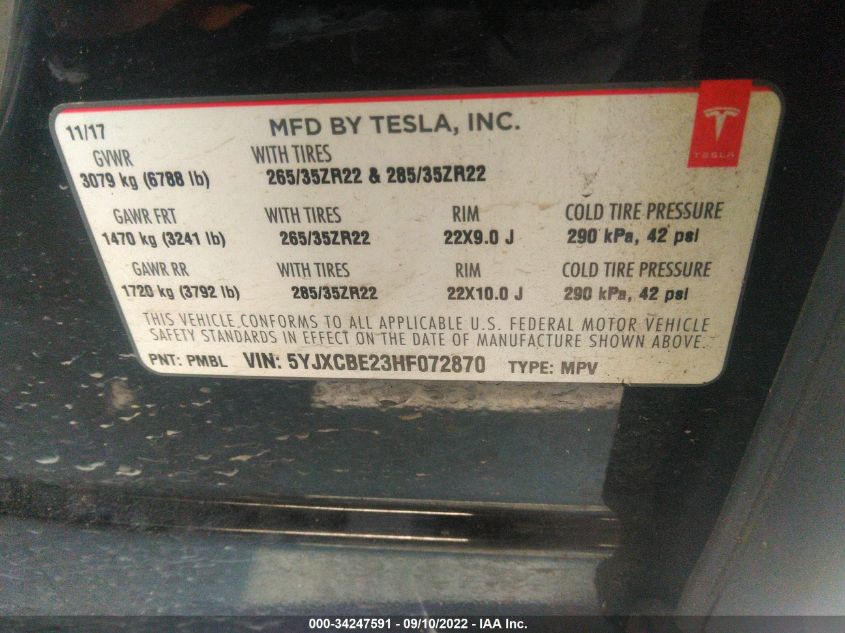 11/17 MFD BY TESLA, INC.
TESLA
GVWR WITH TIRES
3079 kg (6788 lb) 265/35ZR22 & 285/35ZR22
GAWR FRT WITH TIRES RIM COLD TIRE PRESSURE
1470 kg (3241 lb) 265/35ZR22 22X9.0 J 290 kPa, 42 psi
GAWR RR WITH TIRES RIM COLD TIRE PRESSURE
1720 kg (3792 lb) 285/35ZR22 22X10.0 J 290 kPa, 42 psi
THIS VEHICLE CONFORMS TO ALL APPLICABLE U.S. FEDERAL MOTOR VEHICLE
SAFETY STANDARDS IN EFFECT ON THE DATE OF MANUFACTURE SHOWN ABOVE.
PNT: PMBL VIN: 5YJXCBE23HF072870 TYPE: MPV
000-34247591 - 09/10/2022 - IAA Inc.